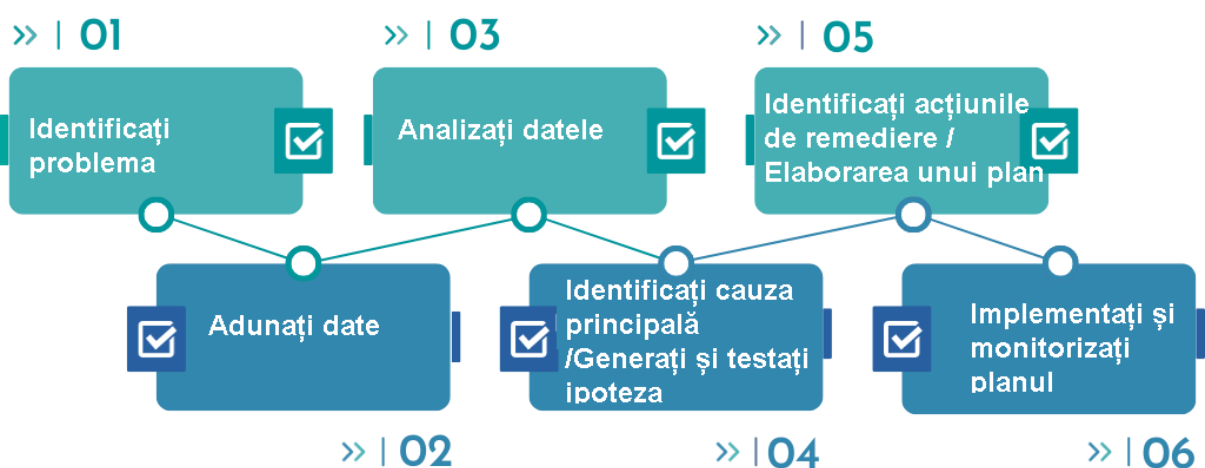 » | 01
Identificați
problema
» | 02
Adunați date
» | 03
Analizați datele
» | 04
Identificați cauza
principală
/Generați și testați
ipoteza
» | 05
Identificați acțiunile
de remediere /
Elaborarea unui plan
» | 06
Implementați și
monitorizați
planul